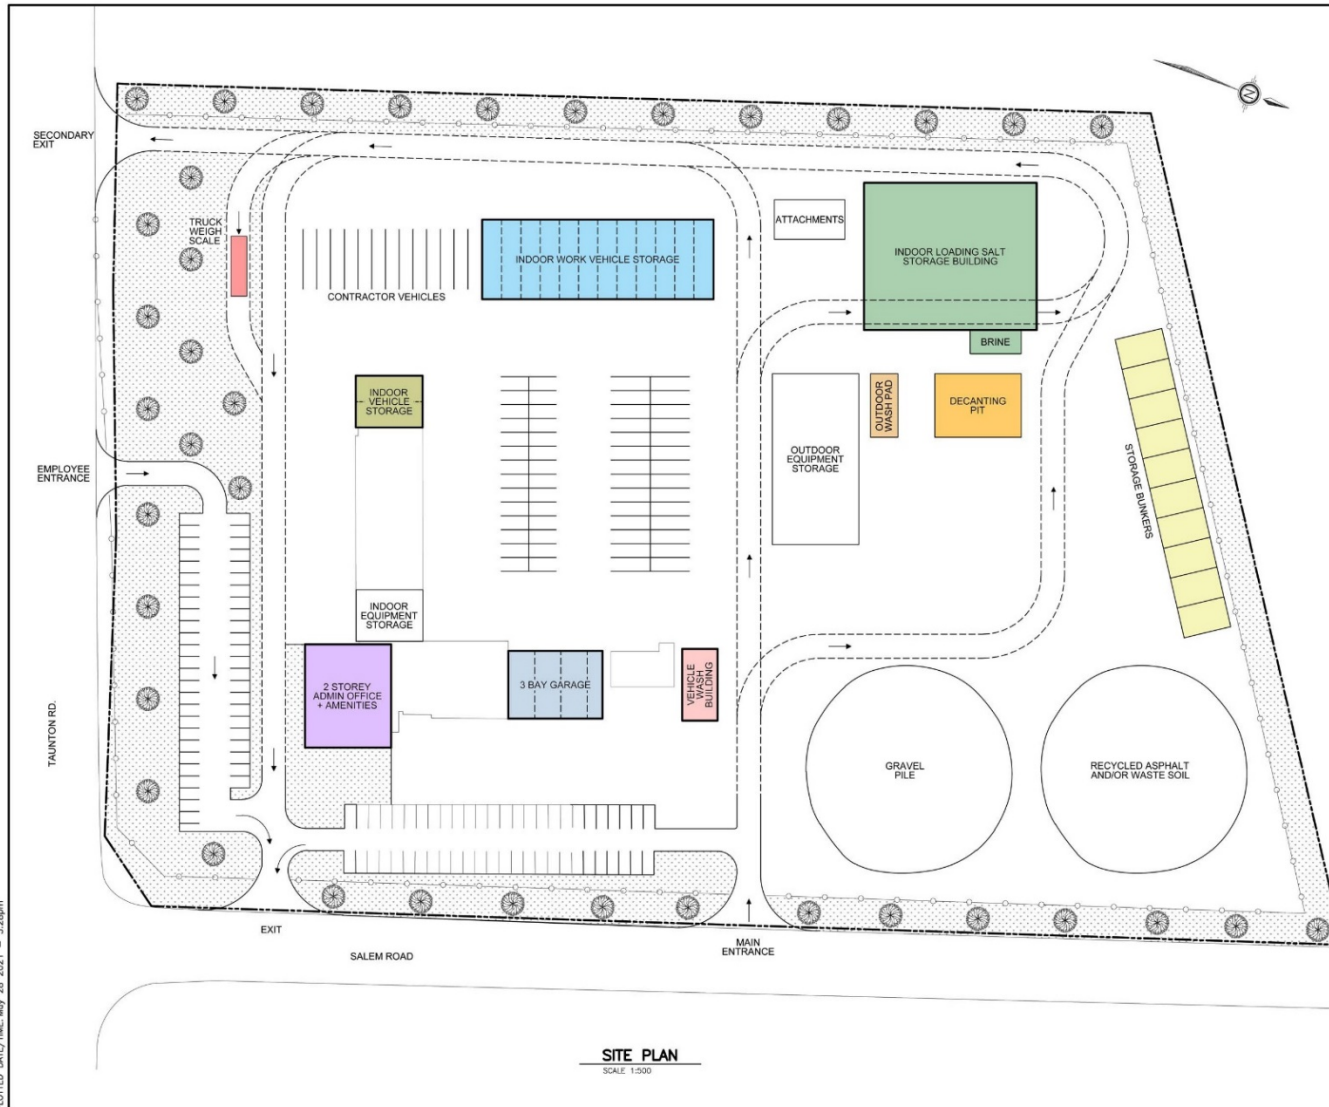 N
SECONDARY
EXIT
TRUCK
WEIGH
SCALE
ATTACHMENTS
INDOOR WORK VEHICLE STORAGE
INDOOR LOADING SALT
STORAGE BUILDING
CONTRACTOR VEHICLES
BRINE
INDOOR
VEHICLE
STORAGE
OUTDOOR
WASH PAD
DECANTING
PIT
OUTDOOR
EQUIPMENT
STORAGE
STORAGE BUNKERS
EMPLOYEE
ENTRANCE
INDOOR
EQUIPMENT
STORAGE
2 STOREY
ADMIN OFFICE
+ AMENITIES
3 BAY GARAGE
VEHICLE
WASH
BUILDING
TAUNTON RD.
GRAVEL
PILE
RECYCLED ASPHALT
AND/OR WASTE SOIL
EXIT
SALEM ROAD
MAIN
ENTRANCE
SITE PLAN
SCALE 1:500